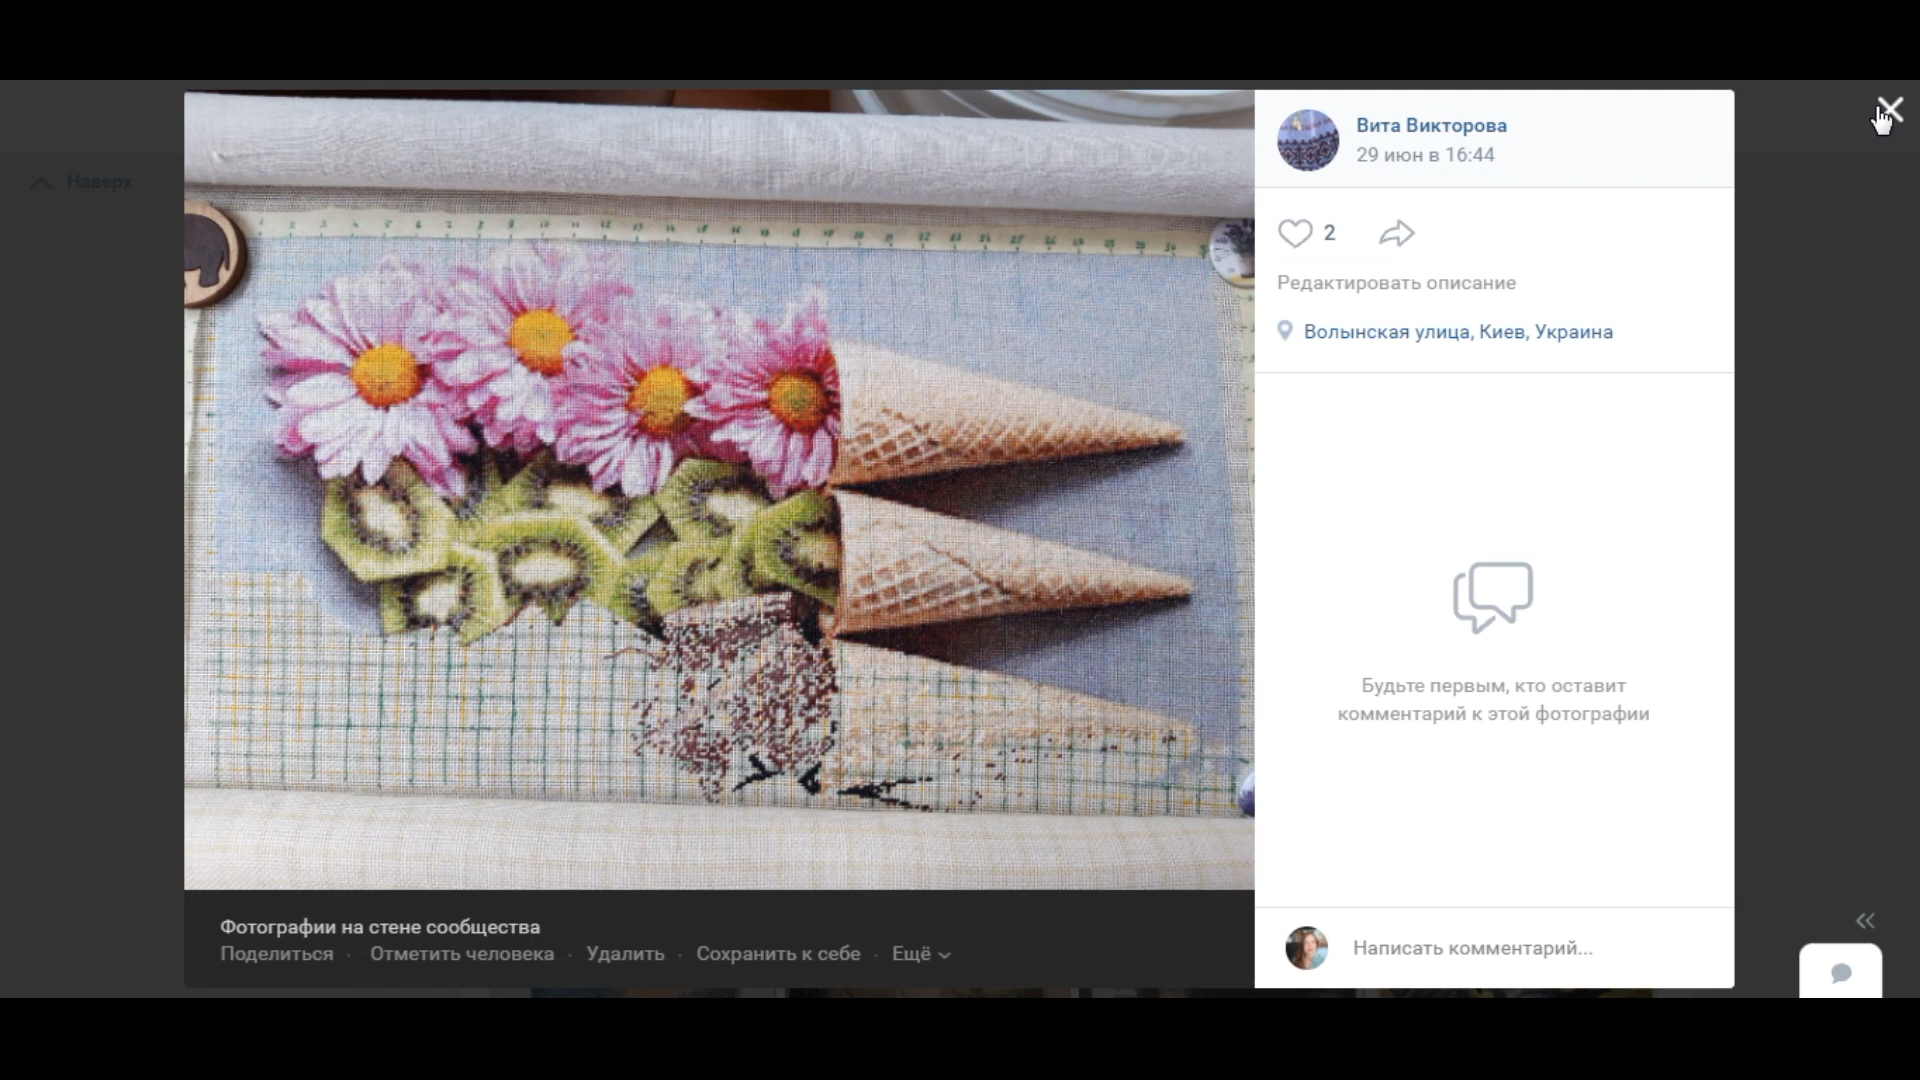 Наверх
Вита Викторова
29 июн в 16:44
2
Редактировать описание
Волынская улица, Киев, Украина
Будьте первым, кто оставит
комментарий к этой фотографии
Написать комментарий...
Фотографии на стене сообщества
Поделиться · Отметить человека · Удалить · Сохранить к себе · Ещё